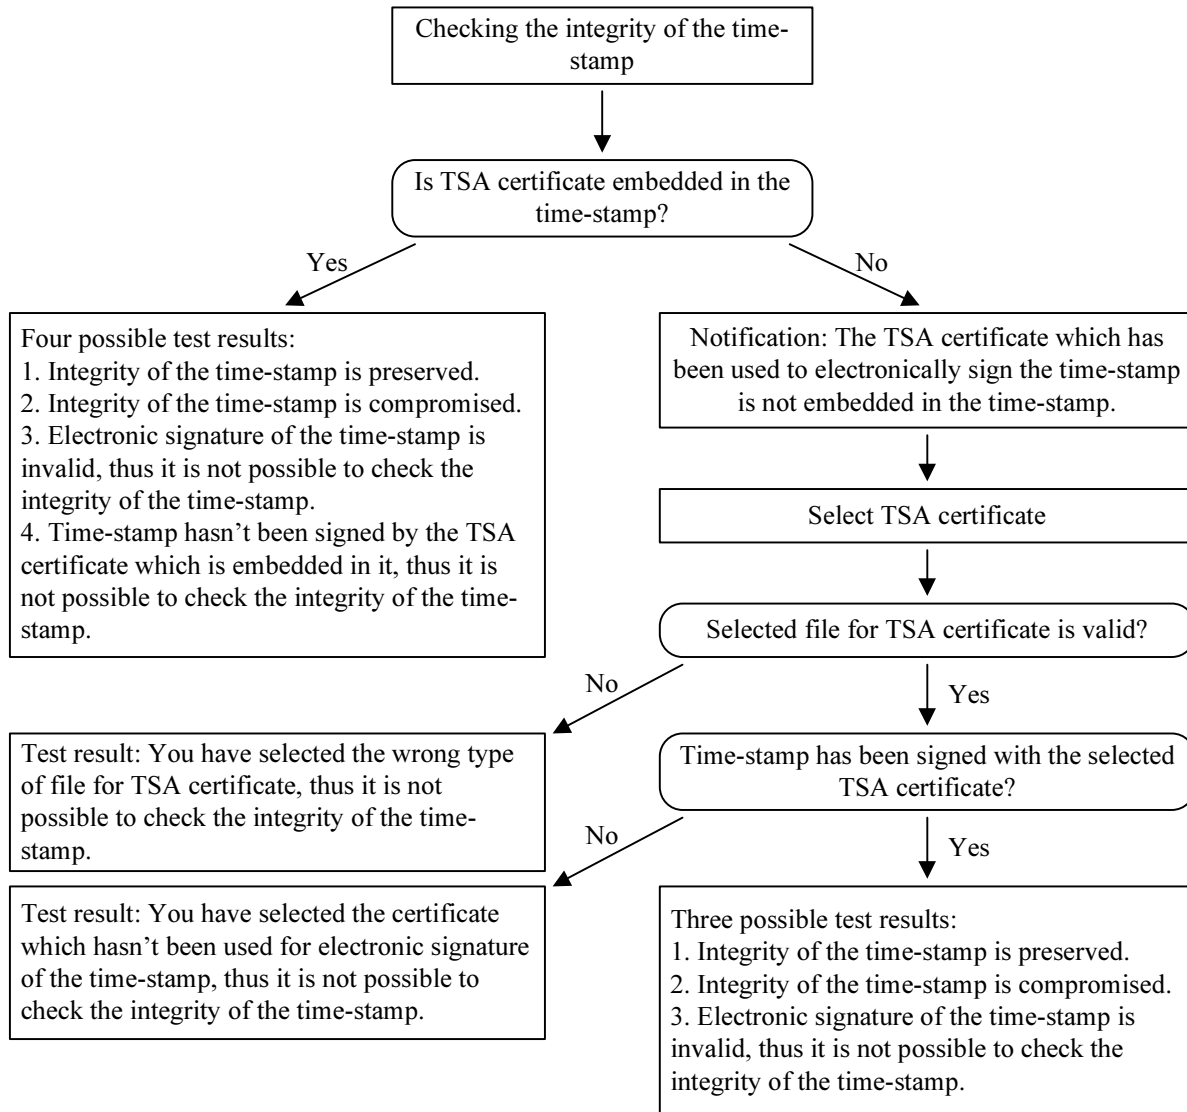 Checking the integrity of the time-
stamp
Is TSA certificate embedded in the
time-stamp?
Yes
No
Four possible test results:
1. Integrity of the time-stamp is preserved.
2. Integrity of the time-stamp is compromised.
3. Electronic signature of the time-stamp is
invalid, thus it is not possible to check the
integrity of the time-stamp.
4. Time-stamp hasn’t been signed by the TSA
certificate which is embedded in it, thus it is
not possible to check the integrity of the time-
stamp.
Notification: The TSA certificate which has
been used to electronically sign the time-stamp
is not embedded in the time-stamp.
Select TSA certificate
Selected file for TSA certificate is valid?
No
Yes
Test result: You have selected the wrong type
of file for TSA certificate, thus it is not
possible to check the integrity of the time-
stamp.
Time-stamp has been signed with the selected
TSA certificate?
No
Yes
Test result: You have selected the certificate
which hasn’t been used for electronic signature
of the time-stamp, thus it is not possible to
check the integrity of the time-stamp.
Three possible test results:
1. Integrity of the time-stamp is preserved.
2. Integrity of the time-stamp is compromised.
3. Electronic signature of the time-stamp is
invalid, thus it is not possible to check the
integrity of the time-stamp.